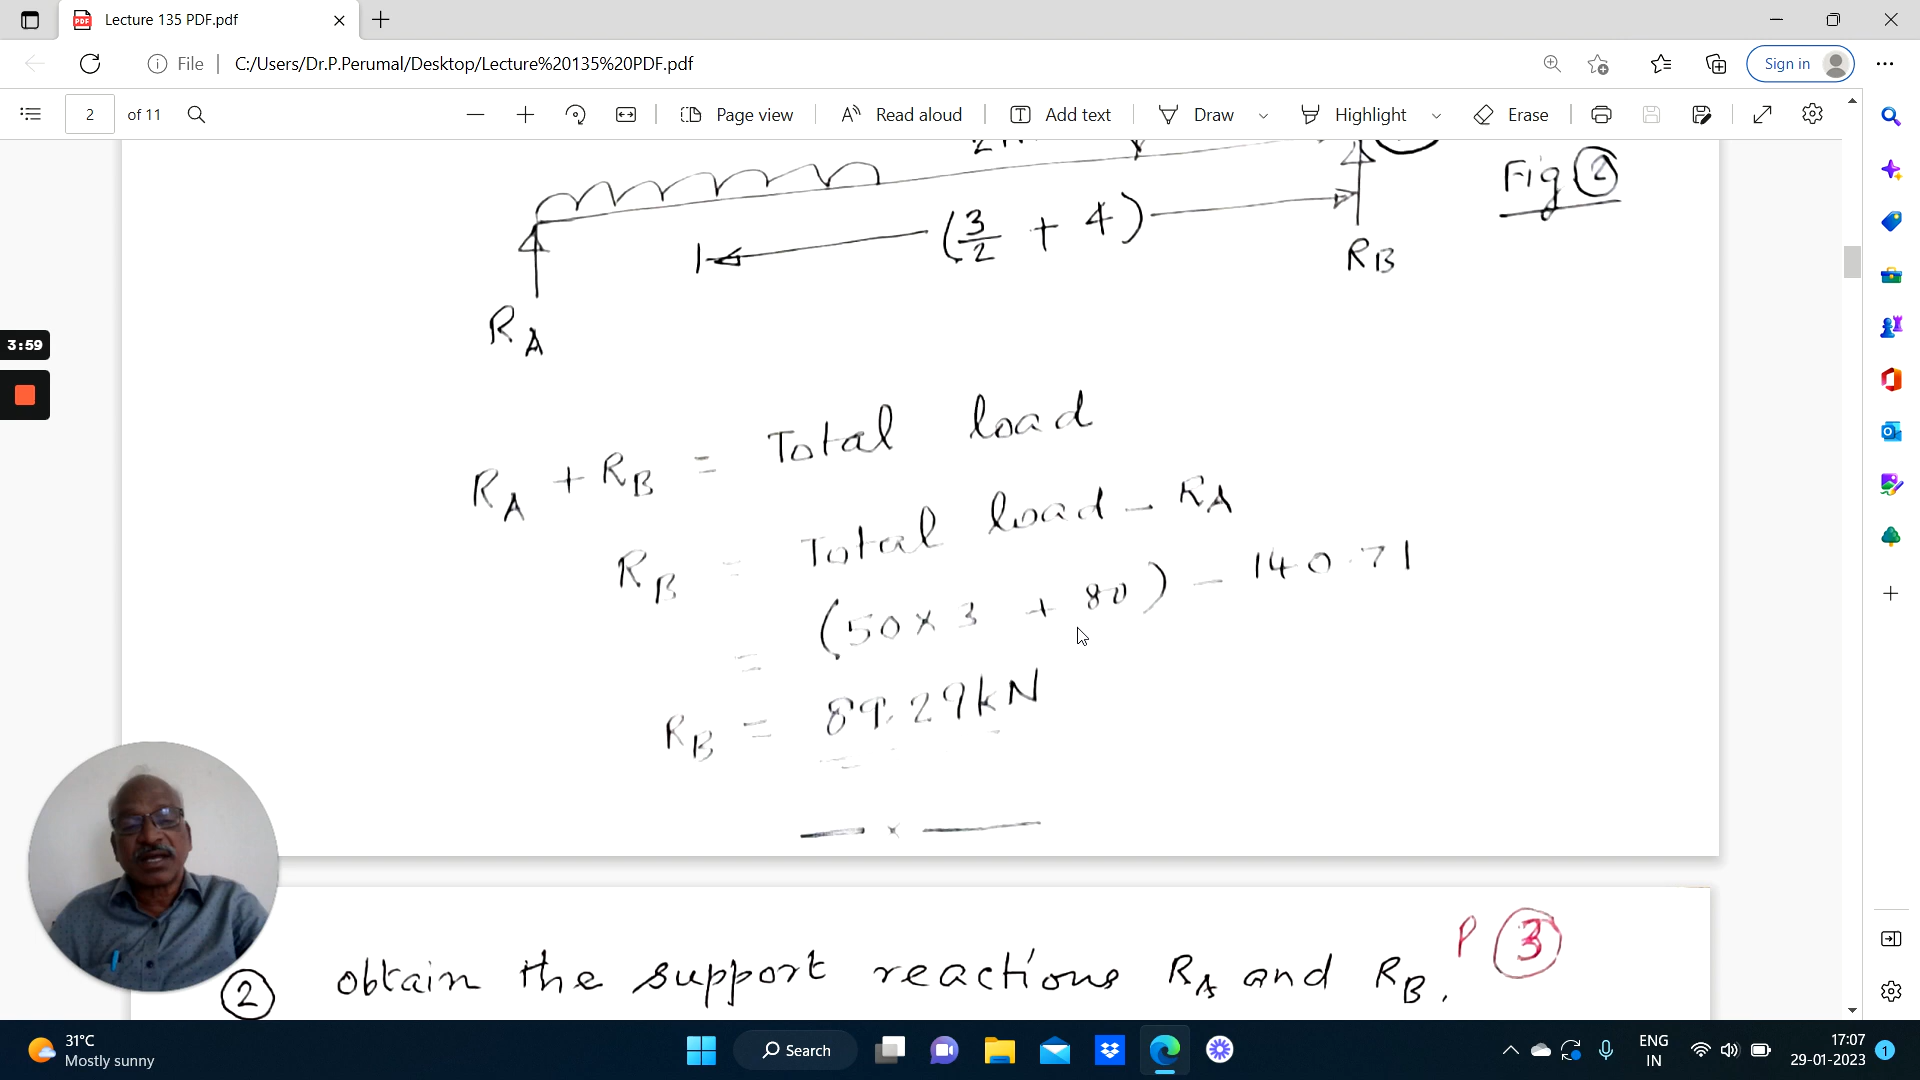 Lecture 135 PDF.pdf
File
C:/Users/Dr.P.Perumal/Desktop/Lecture%20135%20PDF.pdf
Sign in
2 of 11
Page view
Read aloud
Add text
Draw
Highlight
Erase
(3/2 + 4)
Fig 2
RB
RA
3:59
RA + RB = Total load
RB = Total load - RA
= (50 x 3 + 80) - 140.71
RB = 89.29kN
x
P 3
2 obtain the support reactions RA and RB.
31°C
Mostly sunny
Search
ENG
IN
17:07
29-01-2023
1